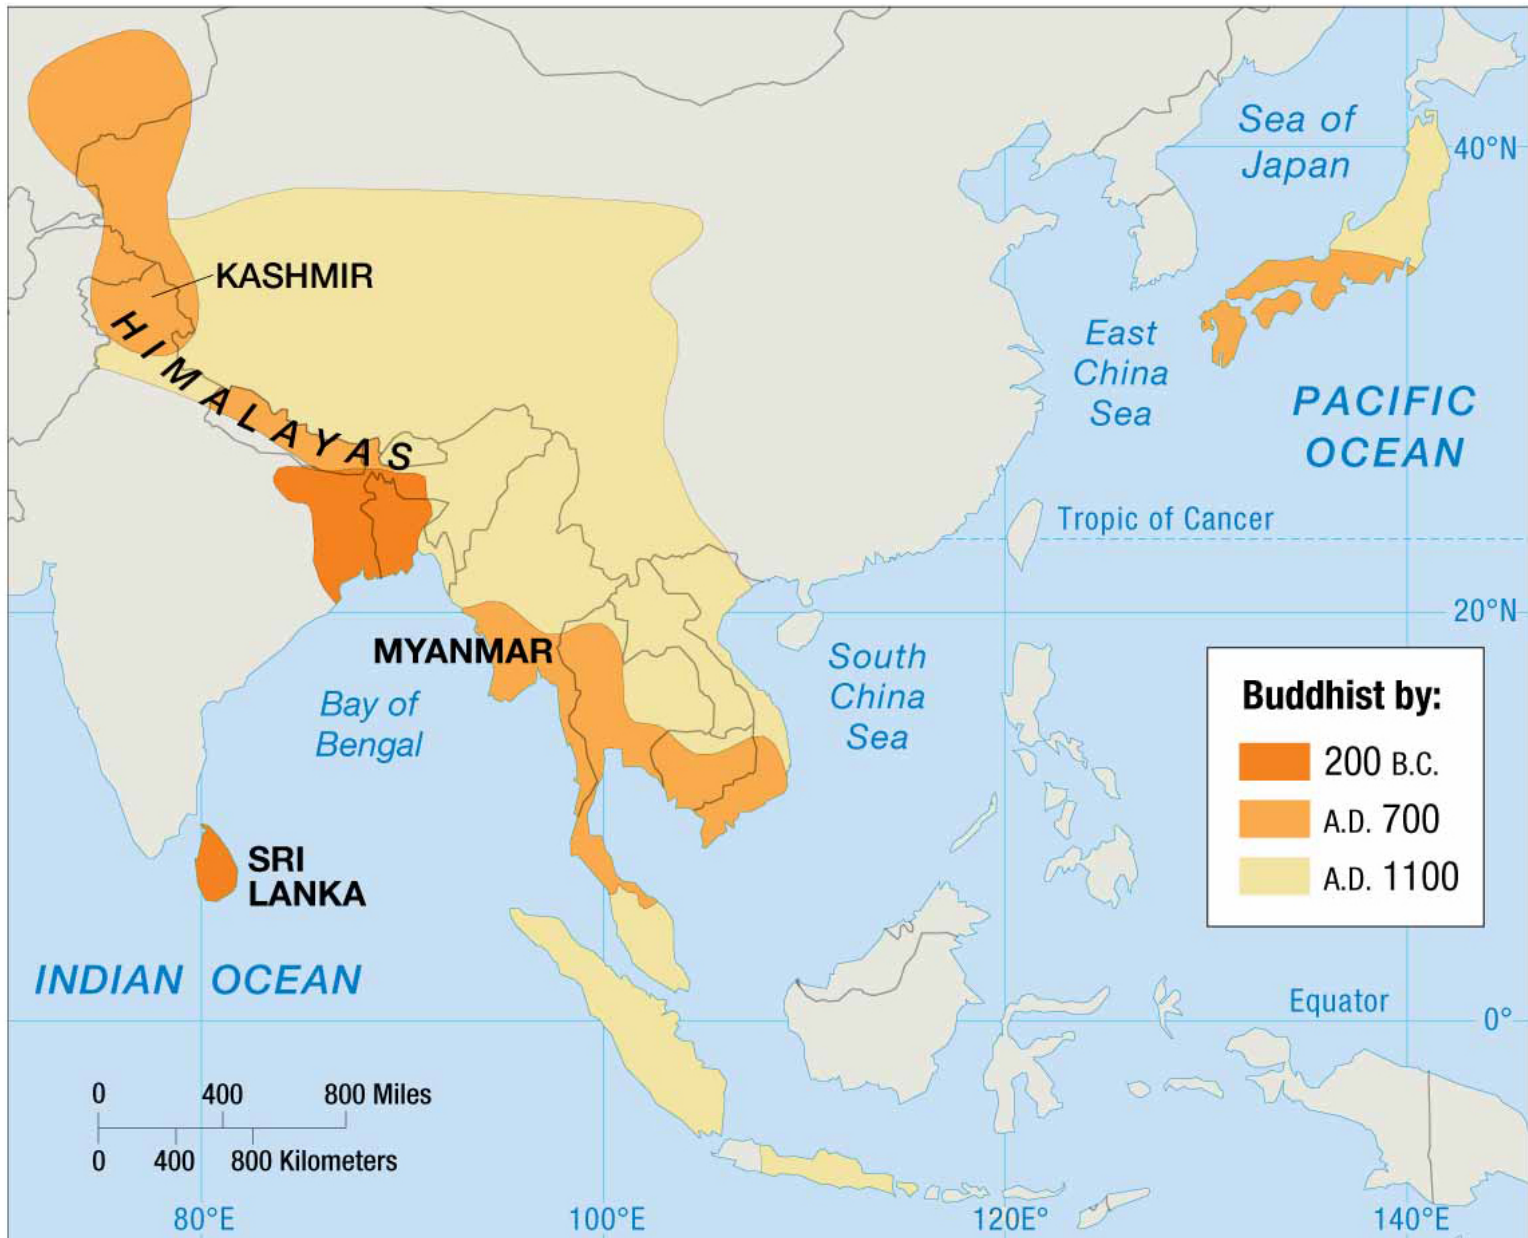 Sea of
Japan
40°N
KASHMIR
HIMALAYAS
East
China
Sea
PACIFIC
OCEAN
Tropic of Cancer
20°N
MYANMAR
Bay of
Bengal
South
China
Sea
Buddhist by:
200 B.C.
A.D. 700
A.D. 1100
SRI
LANKA
INDIAN OCEAN
Equator
0°
0 400 800 Miles
0 400 800 Kilometers
80°E
100°E
120E°
140°E